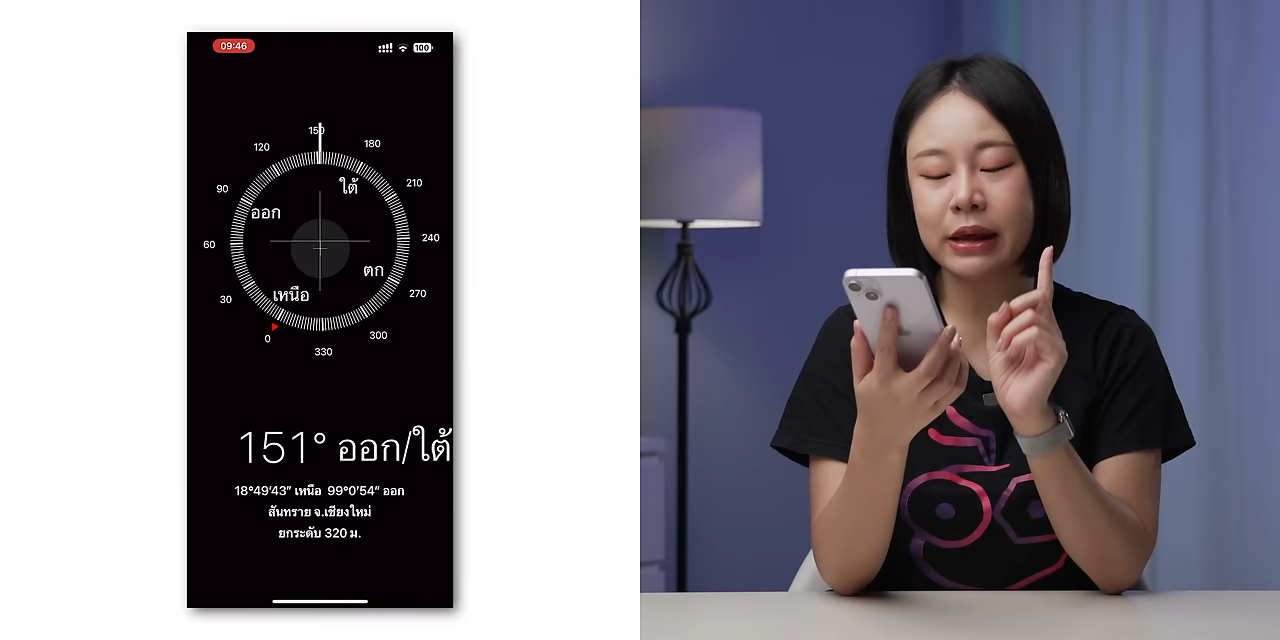 09:46
100
150
120
180
90
210
ใต้
ออก
60
240
ตก
30
270
เหนือ
0
300
330
151° ออก/ใต้
18°49'43" เหนือ 99°0'54" ออก
สันทราย จ.เชียงใหม่
ยกระดับ 320 ม.